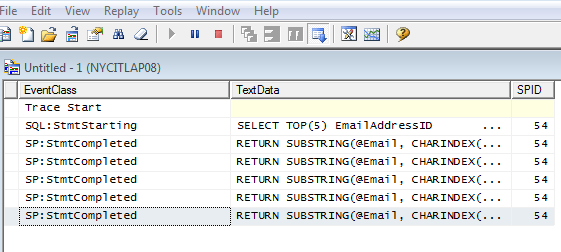 File Edit View Replay Tools Window Help
Untitled - 1 (NYCITLAP08)
EventClass TextData SPID
Trace Start
SQL:StmtStarting SELECT TOP(5) EmailAddressID ... 54
SP:StmtCompleted RETURN SUBSTRING(@Email, CHARINDEX(... 54
SP:StmtCompleted RETURN SUBSTRING(@Email, CHARINDEX(... 54
SP:StmtCompleted RETURN SUBSTRING(@Email, CHARINDEX(... 54
SP:StmtCompleted RETURN SUBSTRING(@Email, CHARINDEX(... 54
SP:StmtCompleted RETURN SUBSTRING(@Email, CHARINDEX(... 54